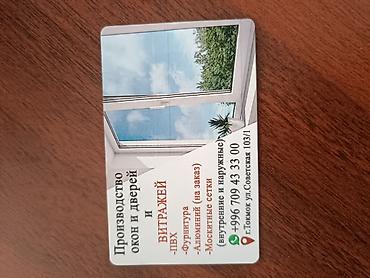 Производство
окон и дверей
и
ВИТРАЖЕЙ
-ПВХ
-Фурнитура
-Алюминий (на заказ)
-Москитные сетки
(внутренние и наружные)
+996 709 43 33 00
г.Токмок ул.Советская 103/1